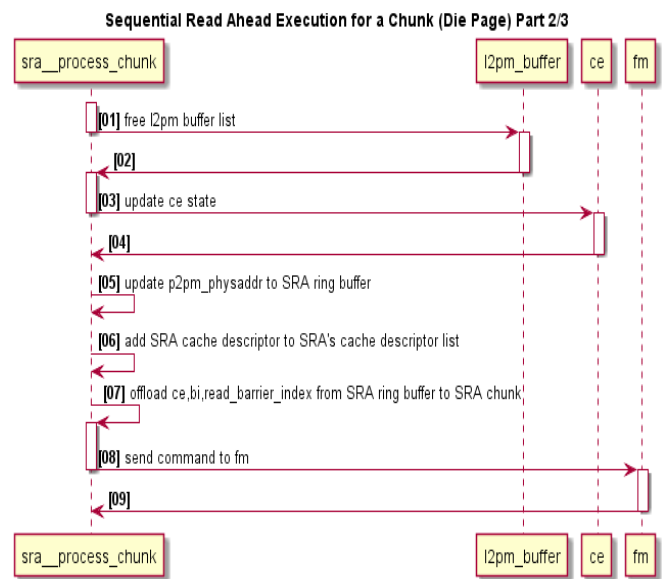 Sequential Read Ahead Execution for a Chunk (Die Page) Part 2/3
sra__process_chunk l2pm_buffer ce fm
[01] free l2pm buffer list
[02]
[03] update ce state
[04]
[05] update p2pm_physaddr to SRA ring buffer
[06] add SRA cache descriptor to SRA's cache descriptor list
[07] offload ce,bi,read_barrier_index from SRA ring buffer to SRA chunk
[08] send command to fm
[09]
sra__process_chunk l2pm_buffer ce fm